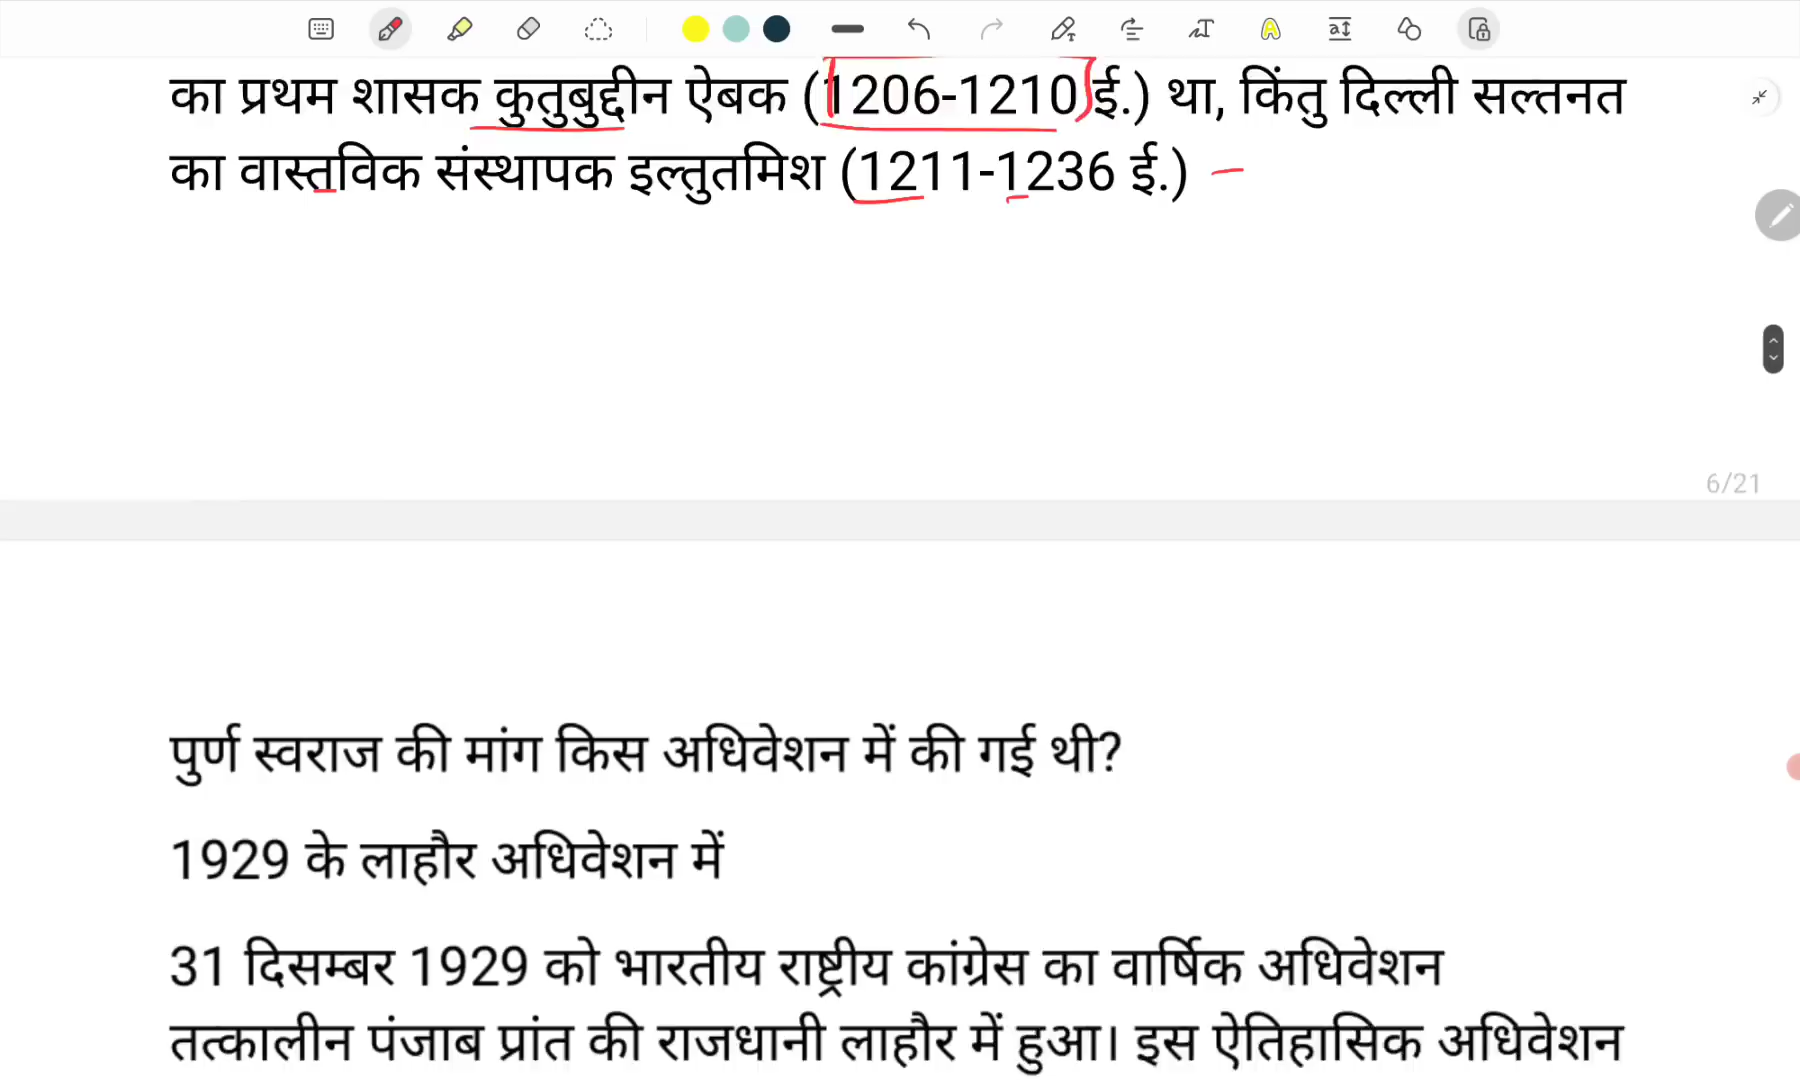 का प्रथम शासक कुतुबुद्दीन ऐबक (1206-1210 ई.) था, किंतु दिल्ली सल्तनत
का वास्तविक संस्थापक इल्तुतमिश (1211-1236 ई.)
6/21
पुर्ण स्वराज की मांग किस अधिवेशन में की गई थी?
1929 के लाहौर अधिवेशन में
31 दिसम्बर 1929 को भारतीय राष्ट्रीय कांग्रेस का वार्षिक अधिवेशन
तत्कालीन पंजाब प्रांत की राजधानी लाहौर में हुआ। इस ऐतिहासिक अधिवेशन